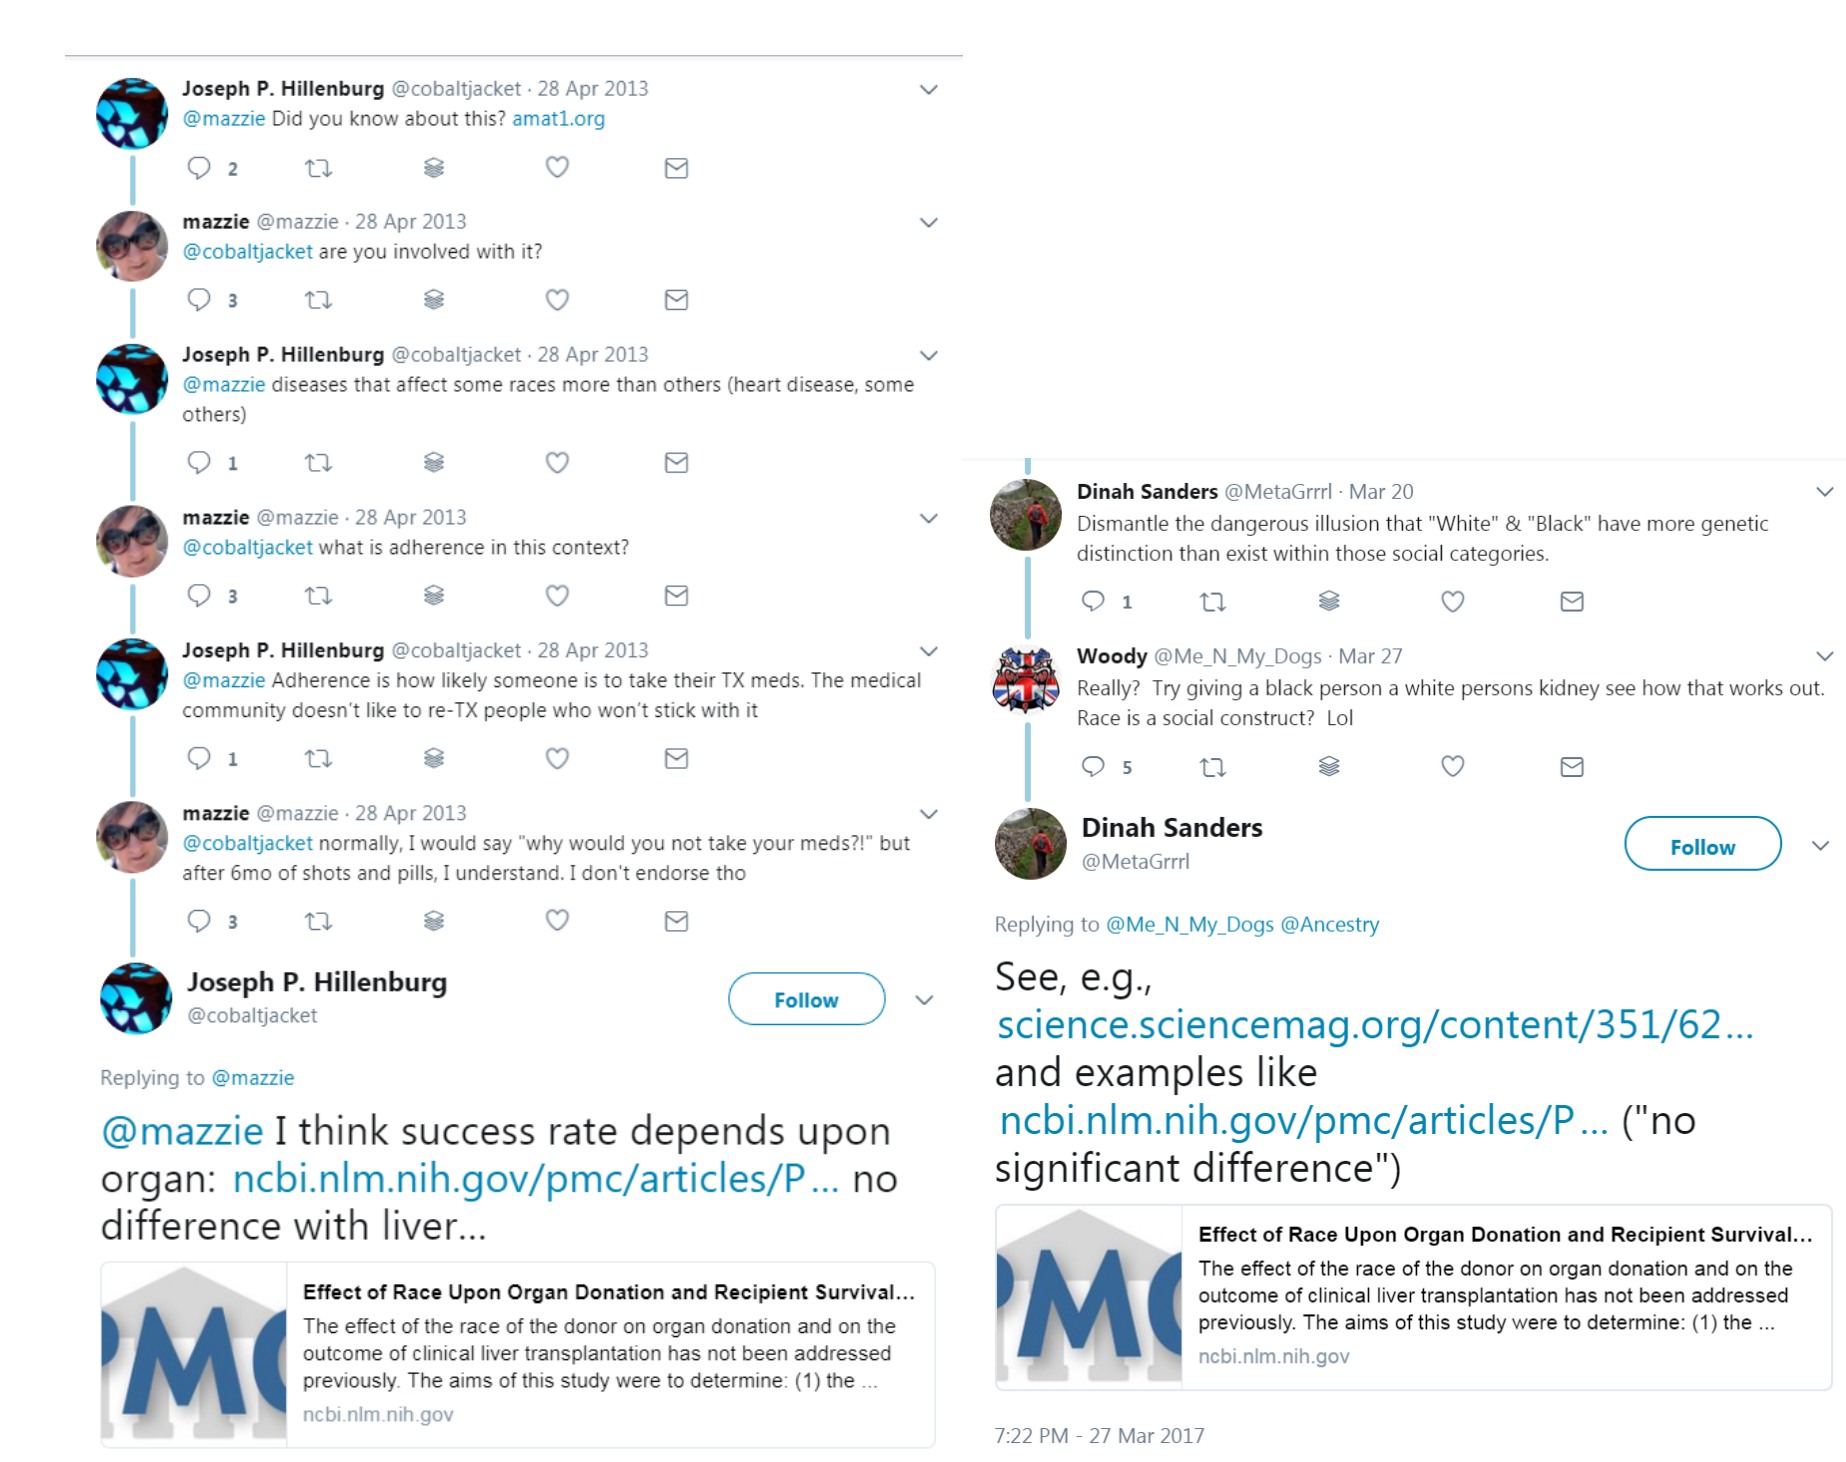 Joseph P. Hillenburg @cobaltjacket · 28 Apr 2013
@mazzie Did you know about this? amat1.org
2
mazzie @mazzie · 28 Apr 2013
@cobaltjacket are you involved with it?
3
Joseph P. Hillenburg @cobaltjacket · 28 Apr 2013
@mazzie diseases that affect some races more than others (heart disease, some
others)
1
mazzie @mazzie · 28 Apr 2013
@cobaltjacket what is adherence in this context?
3
Joseph P. Hillenburg @cobaltjacket · 28 Apr 2013
@mazzie Adherence is how likely someone is to take their TX meds. The medical
community doesn't like to re-TX people who won't stick with it
1
mazzie @mazzie · 28 Apr 2013
@cobaltjacket normally, I would say "why would you not take your meds?!" but
after 6mo of shots and pills, I understand. I don't endorse tho
3
Joseph P. Hillenburg
@cobaltjacket
Follow
Replying to @mazzie
@mazzie I think success rate depends upon
organ: ncbi.nlm.nih.gov/pmc/articles/P... no
difference with liver...
PMC
Effect of Race Upon Organ Donation and Recipient Survival...
The effect of the race of the donor on organ donation and on the
outcome of clinical liver transplantation has not been addressed
previously. The aims of this study were to determine: (1) the ...
ncbi.nlm.nih.gov
Dinah Sanders @MetaGrrrl · Mar 20
Dismantle the dangerous illusion that "White" & "Black" have more genetic
distinction than exist within those social categories.
1
Woody @Me_N_My_Dogs · Mar 27
Really? Try giving a black person a white persons kidney see how that works out.
Race is a social construct? Lol
5
Dinah Sanders
@MetaGrrrl
Follow
Replying to @Me_N_My_Dogs @Ancestry
See, e.g.,
science.sciencemag.org/content/351/62...
and examples like
ncbi.nlm.nih.gov/pmc/articles/P... ("no
significant difference")
PMC
Effect of Race Upon Organ Donation and Recipient Survival...
The effect of the race of the donor on organ donation and on the
outcome of clinical liver transplantation has not been addressed
previously. The aims of this study were to determine: (1) the ...
ncbi.nlm.nih.gov
7:22 PM - 27 Mar 2017